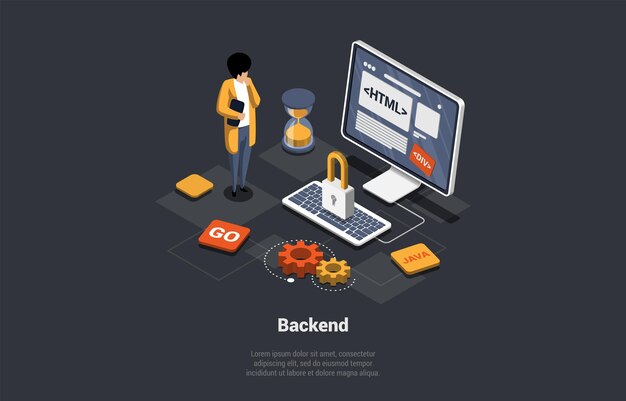 <HTML>
<DIV>
GO
JAVA
Backend
Lorem ipsum dolor sit amet, consectetur
adipiscing elit, sed do eiusmod tempor
incididunt ut labore et dolore magna aliqua.